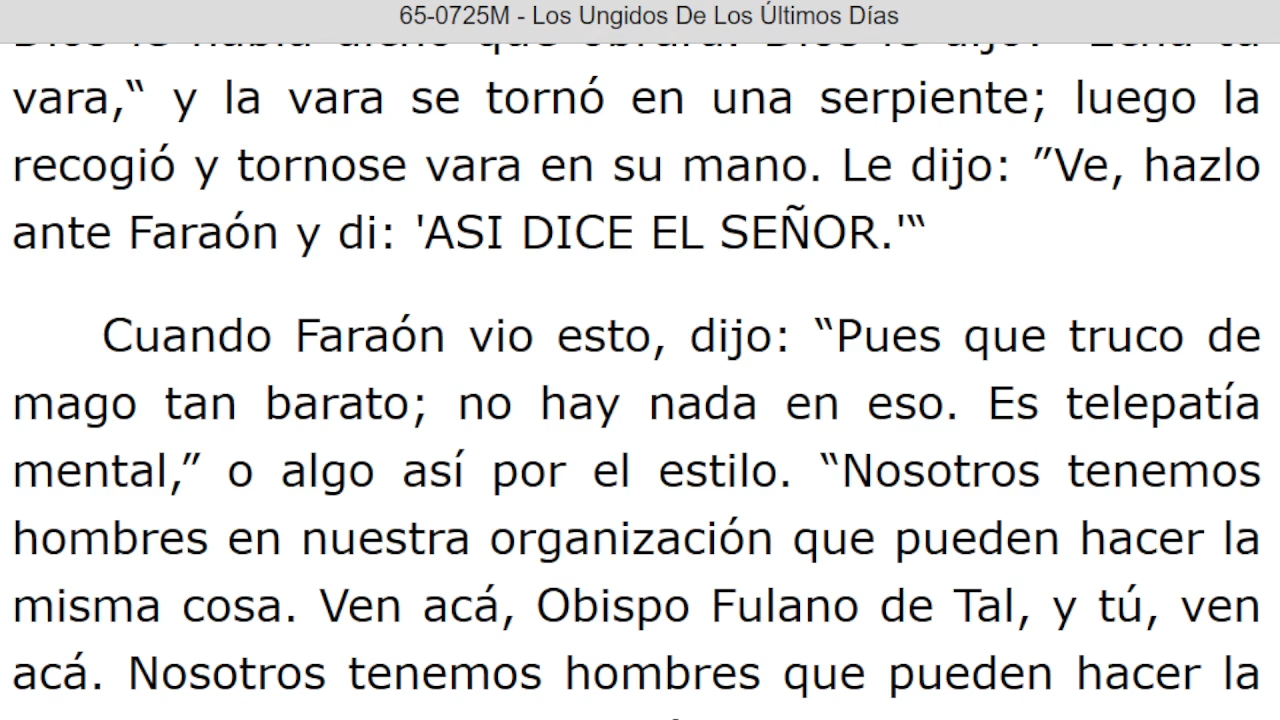 65-0725M - Los Ungidos De Los Últimos Días
vara,“ y la vara se tornó en una serpiente; luego la
recogió y tornose vara en su mano. Le dijo: ”Ve, hazlo
ante Faraón y di: 'ASI DICE EL SEÑOR.'“
Cuando Faraón vio esto, dijo: “Pues que truco de
mago tan barato; no hay nada en eso. Es telepatía
mental,” o algo así por el estilo. “Nosotros tenemos
hombres en nuestra organización que pueden hacer la
misma cosa. Ven acá, Obispo Fulano de Tal, y tú, ven
acá. Nosotros tenemos hombres que pueden hacer la